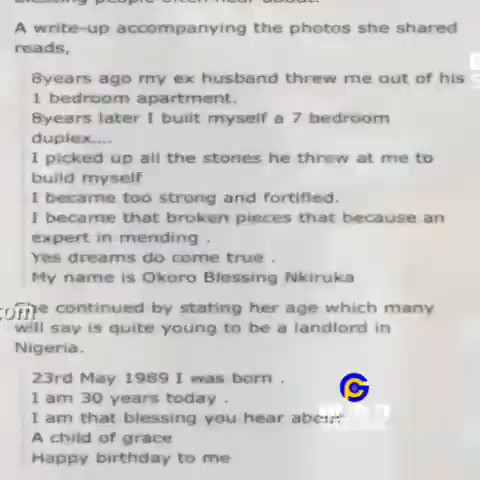 A write-up accompanying the photos she shared
reads,
8years ago my ex husband threw me out of his
1 bedroom apartment.
8years later I built myself a 7 bedroom
duplex....
I picked up all the stones he threw at me to
build myself
I became too strong and fortified.
I became that broken pieces that because an
expert in mending .
Yes dreams do come true .
My name is Okoro Blessing Nkiruka
continued by stating her age which many
will say is quite young to be a landlord in
Nigeria.
23rd May 1989 I was born .
I am 30 years today .
I am that blessing you hear about
A child of grace
Happy birthday to me